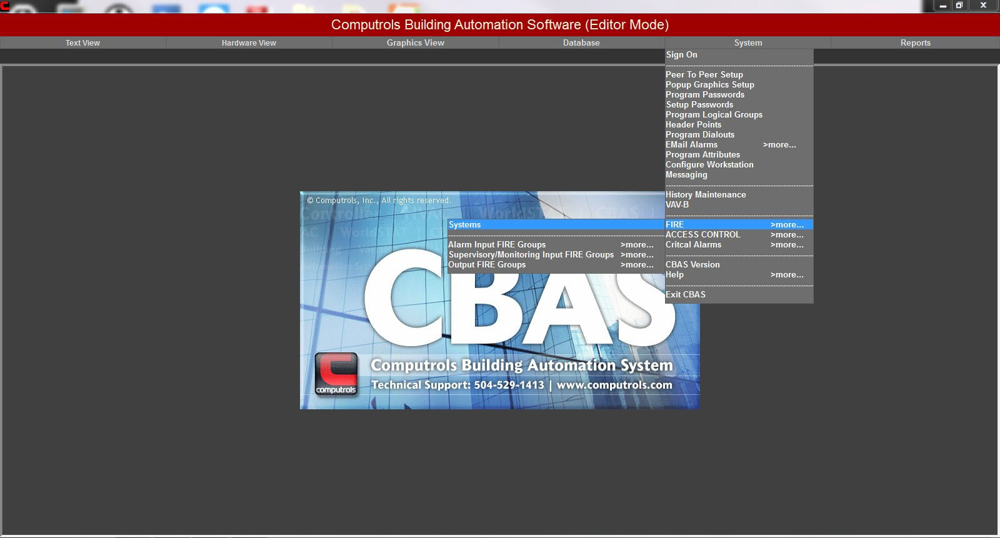 Computrols Building Automation Software (Editor Mode)
Text View Hardware View Graphics View Database System Reports
Sign On
Peer To Peer Setup
Popup Graphics Setup
Program Passwords
Setup Passwords
Program Logical Groups
Header Points
Program Dialouts
EMail Alarms >more...
Program Attributes
Configure Workstation
Messaging
History Maintenance
VAV-B
FIRE >more...
ACCESS CONTROL >more...
Critcal Alarms >more...
CBAS Version
Help >more...
Exit CBAS
Systems
Alarm Input FIRE Groups >more...
Supervisory/Monitoring Input FIRE Groups >more...
Output FIRE Groups >more...
© Computrols, Inc., All rights reserved.
CBAS
Computrols Building Automation System
Technical Support: 504-529-1413 | www.computrols.com
computrols